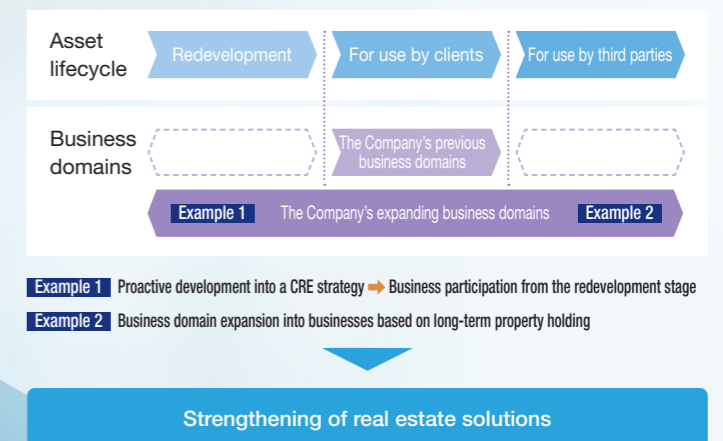 Asset
lifecycle
Redevelopment
For use by clients
For use by third parties
Business
domains
The Company's previous
business domains
Example 1
The Company's expanding business domains
Example 2
Example 1 Proactive development into a CRE strategy ➡ Business participation from the redevelopment stage
Example 2 Business domain expansion into businesses based on long-term property holding
Strengthening of real estate solutions